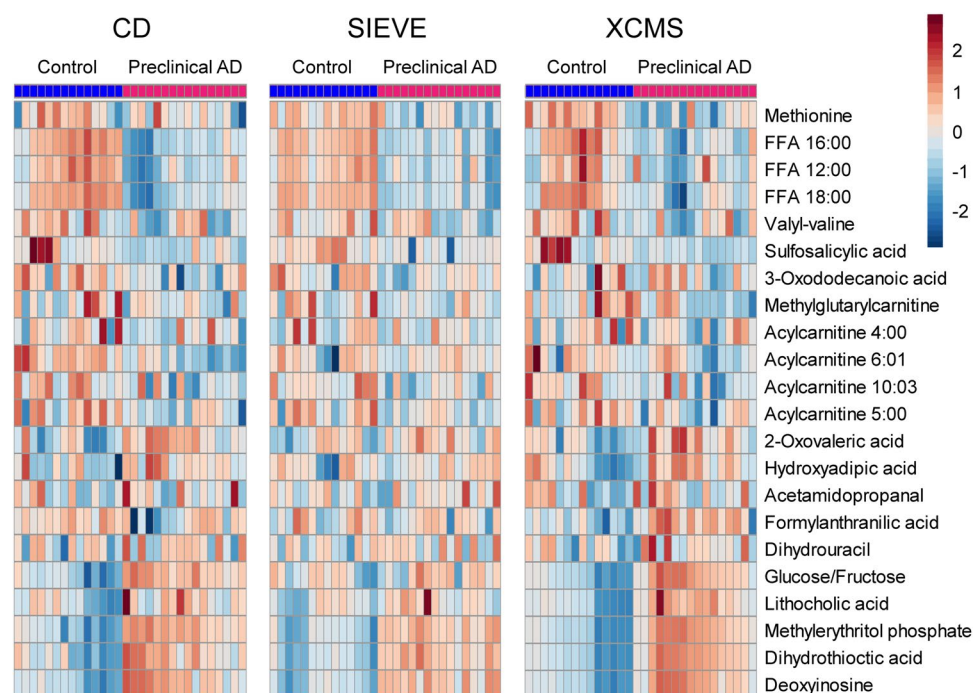 CD SIEVE XCMS
Control Preclinical AD Control Preclinical AD Control Preclinical AD
2
1
0
-1
-2
Methionine
FFA 16:00
FFA 12:00
FFA 18:00
Valyl-valine
Sulfosalicylic acid
3-Oxododecanoic acid
Methylglutarylcarnitine
Acylcarnitine 4:00
Acylcarnitine 6:01
Acylcarnitine 10:03
Acylcarnitine 5:00
2-Oxovaleric acid
Hydroxyadipic acid
Acetamidopropanal
Formylanthranilic acid
Dihydrouracil
Glucose/Fructose
Lithocholic acid
Methylerythritol phosphate
Dihydrothioctic acid
Deoxyinosine